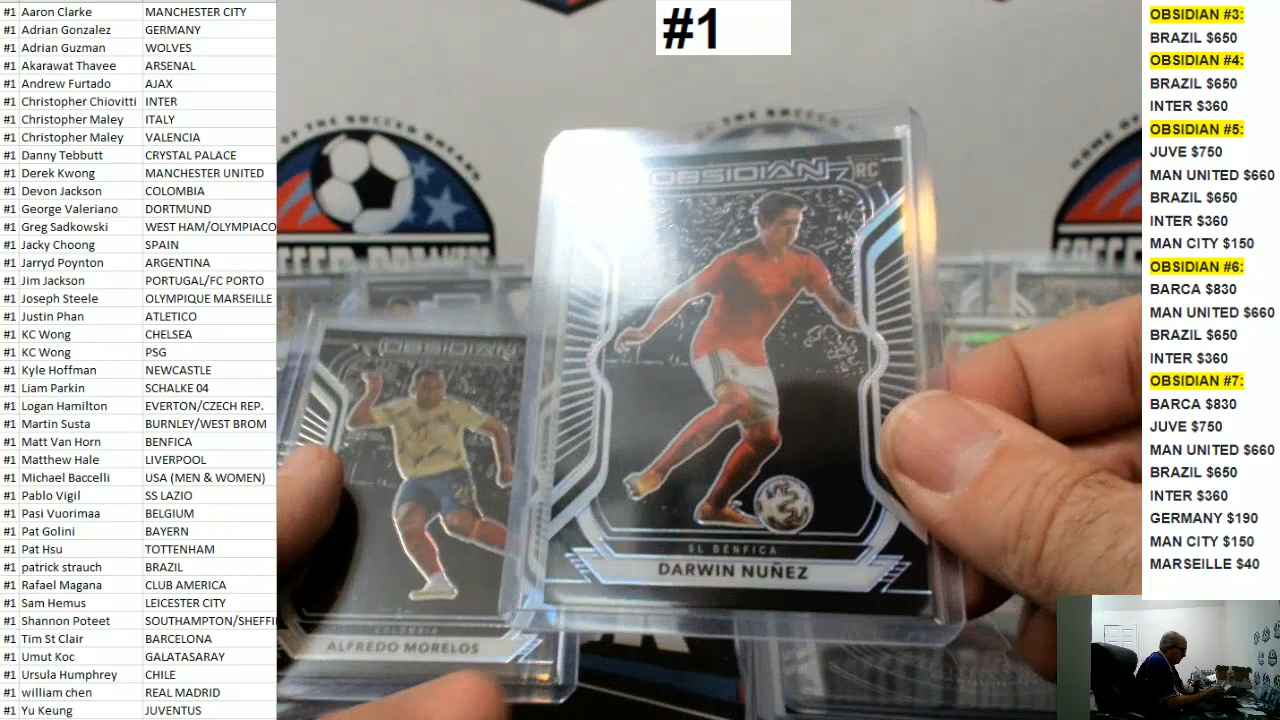 #1 Aaron Clarke MANCHESTER CITY
#1 Adrian Gonzalez GERMANY
#1 Adrian Guzman WOLVES
#1 Akarawat Thavee ARSENAL
#1 Andrew Furtado AJAX
#1 Christopher Chiovitti INTER
#1 Christopher Maley ITALY
#1 Christopher Maley VALENCIA
#1 Danny Tebbutt CRYSTAL PALACE
#1 Derek Kwong MANCHESTER UNITED
#1 Devon Jackson COLOMBIA
#1 George Valeriano DORTMUND
#1 Greg Sadkowski WEST HAM/OLYMPIACO
#1 Jacky Choong SPAIN
#1 Jarryd Poynton ARGENTINA
#1 Jim Jackson PORTUGAL/FC PORTO
#1 Joseph Steele OLYMPIQUE MARSEILLE
#1 Justin Phan ATLETICO
#1 KC Wong CHELSEA
#1 KC Wong PSG
#1 Kyle Hoffman NEWCASTLE
#1 Liam Parkin SCHALKE 04
#1 Logan Hamilton EVERTON/CZECH REP.
#1 Martin Susta BURNLEY/WEST BROM
#1 Matt Van Horn BENFICA
#1 Matthew Hale LIVERPOOL
#1 Michael Baccelli USA (MEN & WOMEN)
#1 Pablo Vigil SS LAZIO
#1 Pasi Vuorimaa BELGIUM
#1 Pat Golini BAYERN
#1 Pat Hsu TOTTENHAM
#1 patrick strauch BRAZIL
#1 Rafael Magana CLUB AMERICA
#1 Sam Hemus LEICESTER CITY
#1 Shannon Poteet SOUTHAMPTON/SHEFFI
#1 Tim St Clair BARCELONA
#1 Umut Koc GALATASARAY
#1 Ursula Humphrey CHILE
#1 william chen REAL MADRID
#1 Yu Keung JUVENTUS
#1
OF THE SOCCER BREAKAWAY
OBSIDIAN RC
SL BENFICA
DARWIN NUÑEZ
OBSIDIAN
COLOMBIA
ALFREDO MORELOS
OBSIDIAN #3:
BRAZIL $650
OBSIDIAN #4:
BRAZIL $650
INTER $360
OBSIDIAN #5:
JUVE $750
MAN UNITED $660
BRAZIL $650
INTER $360
MAN CITY $150
OBSIDIAN #6:
BARCA $830
MAN UNITED $660
BRAZIL $650
INTER $360
OBSIDIAN #7:
BARCA $830
JUVE $750
MAN UNITED $660
BRAZIL $650
INTER $360
GERMANY $190
MAN CITY $150
MARSEILLE $40